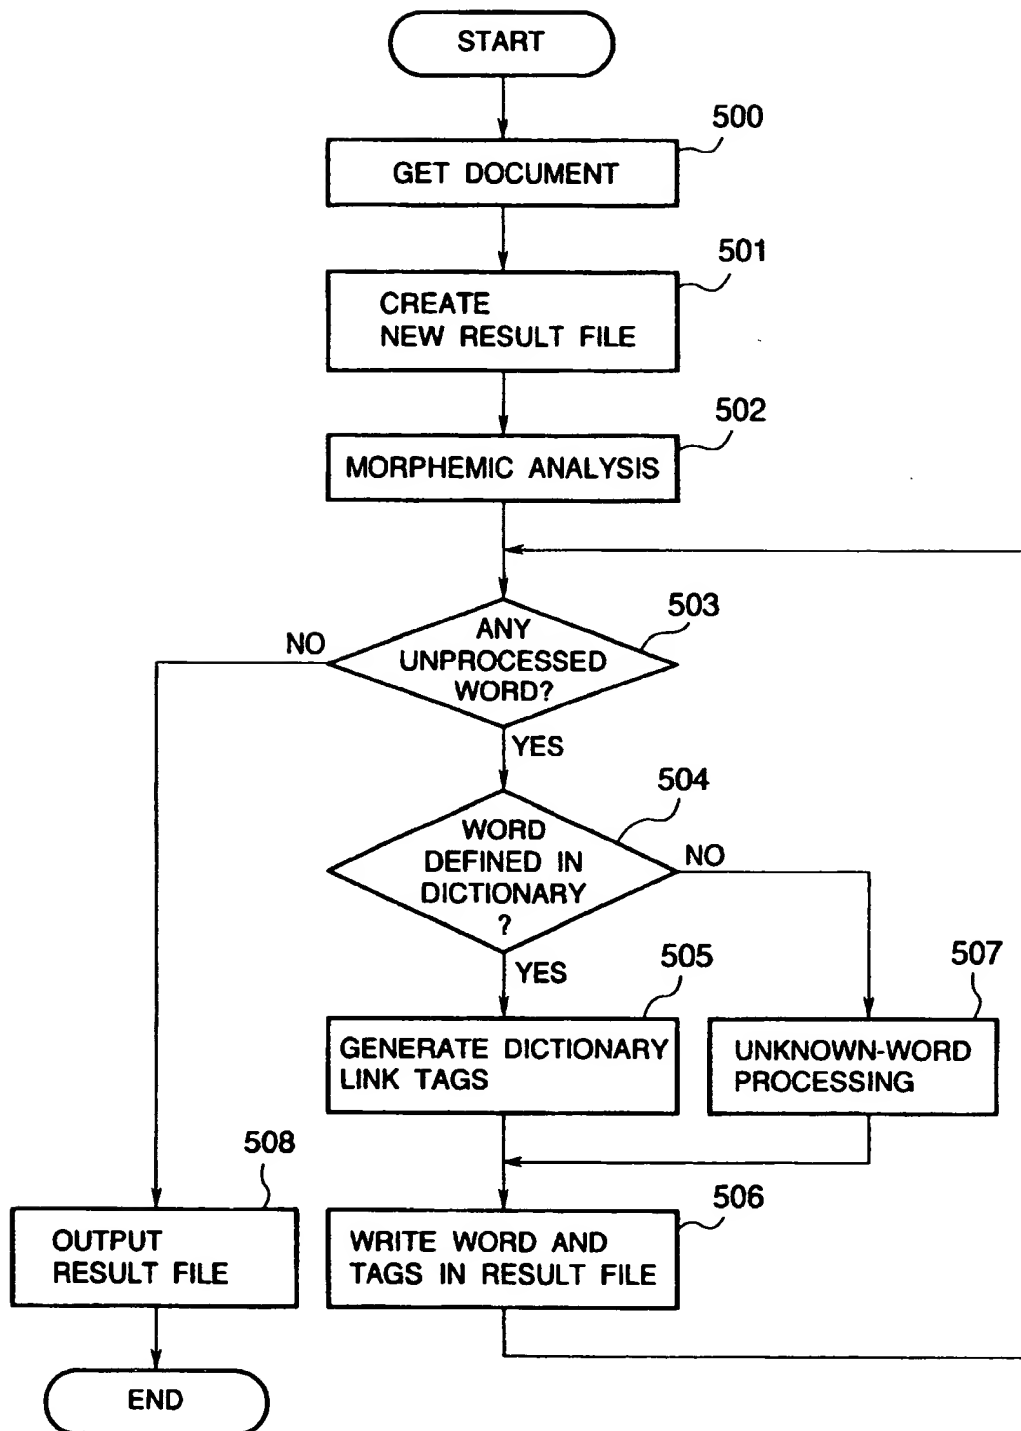 START
500
GET DOCUMENT
501
CREATE
NEW RESULT FILE
502
MORPHEMIC ANALYSIS
503
NO
ANY
UNPROCESSED
WORD?
YES
504
WORD
DEFINED IN
DICTIONARY
?
NO
YES
505
507
GENERATE DICTIONARY
LINK TAGS
UNKNOWN-WORD
PROCESSING
508
506
OUTPUT
RESULT FILE
WRITE WORD AND
TAGS IN RESULT FILE
END